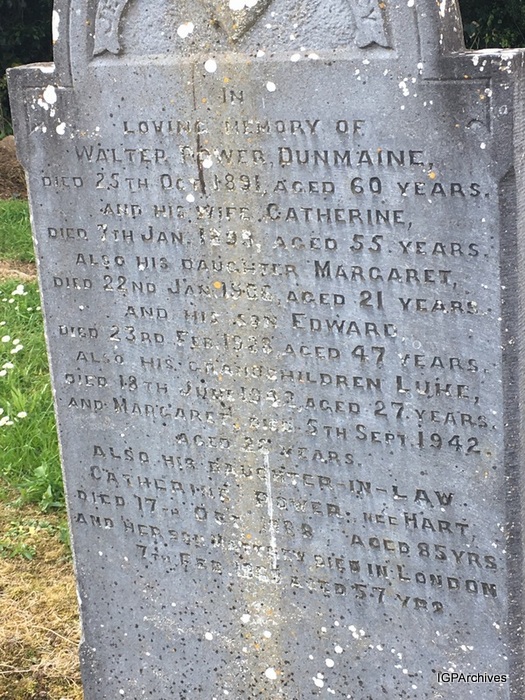 IN
LOVING MEMORY OF
WALTER POWER DUNMAINE,
DIED 25TH OCT 1891, AGED 60 YEARS.
AND HIS WIFE CATHERINE,
DIED 7TH JAN. AGED 55 YEARS.
ALSO HIS DAUGHTER MARGARET,
DIED 22ND JAN. AGED 21 YEARS.
AND HIS SON EDWARD,
DIED 23RD FEB. AGED 47 YEARS.
ALSO HIS GRANDCHILDREN LUKE,
DIED 18TH JUNE 1942, AGED 27 YEARS.
AND MARGARET, DIED 5TH SEPT. 1942.
AGED YEARS.
ALSO HIS DAUGHTER-IN-LAW
CATHERINE POWER, NEE HART,
DIED 17TH OCT AGED 85 YRS
AND HER SON DIED IN LONDON
7TH FEB AGED 57 YRS
IGPArchives